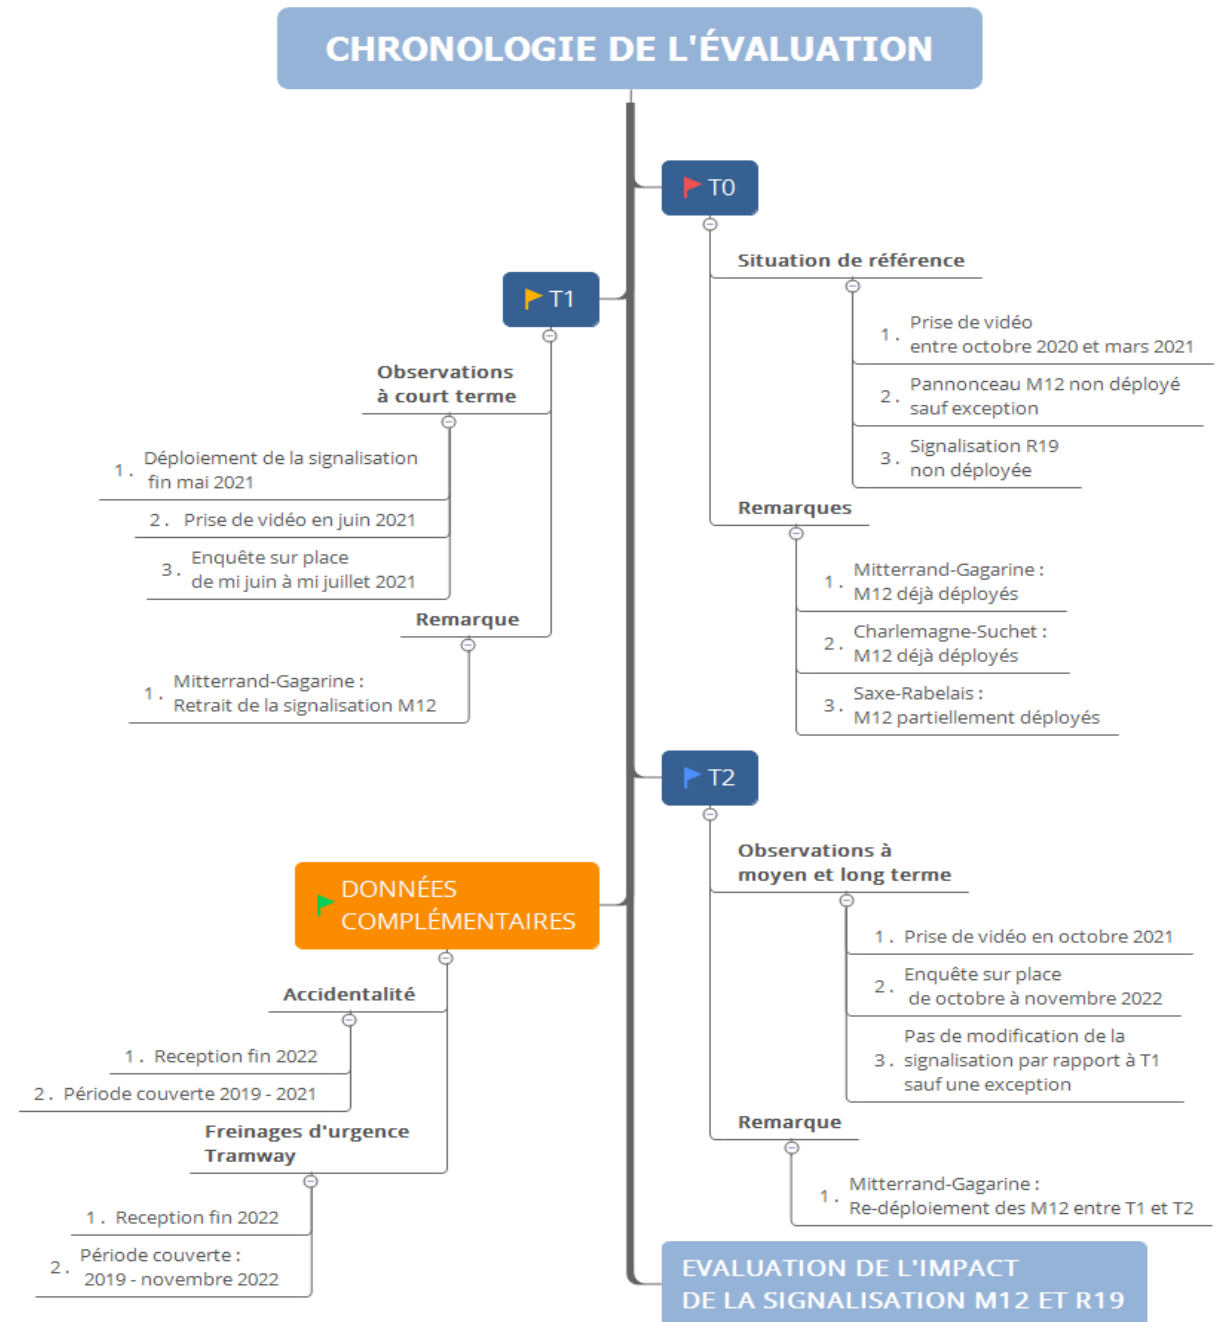 CHRONOLOGIE DE L'ÉVALUATION
T0
Situation de référence
1. Prise de vidéo
entre octobre 2020 et mars 2021
2. Pannonceau M12 non déployé
sauf exception
3. Signalisation R19
non déployée
Remarques
1. Mitterrand-Gagarine :
M12 déjà déployés
2. Charlemagne-Suchet :
M12 déjà déployés
3. Saxe-Rabelais :
M12 partiellement déployés
T1
Observations
à court terme
1. Déploiement de la signalisation
fin mai 2021
2. Prise de vidéo en juin 2021
3. Enquête sur place
de mi juin à mi juillet 2021
Remarque
1. Mitterrand-Gagarine :
Retrait de la signalisation M12
T2
Observations à
moyen et long terme
1. Prise de vidéo en octobre 2021
2. Enquête sur place
de octobre à novembre 2022
3. Pas de modification de la
signalisation par rapport à T1
sauf une exception
Remarque
1. Mitterrand-Gagarine :
Re-déploiement des M12 entre T1 et T2
DONNÉES
COMPLÉMENTAIRES
Accidentalité
1. Reception fin 2022
2. Période couverte 2019 - 2021
Freinages d'urgence
Tramway
1. Reception fin 2022
2. Période couverte :
2019 - novembre 2022
EVALUATION DE L'IMPACT
DE LA SIGNALISATION M12 ET R19